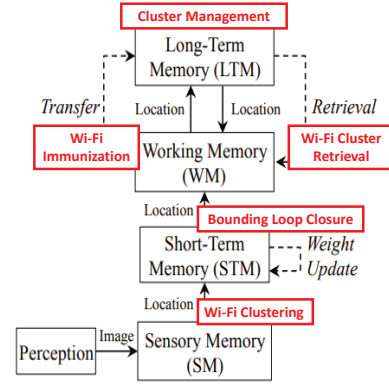 Cluster Management
Long-Term
Memory (LTM)
Transfer
Location
Location
Retrieval
Wi-Fi
Immunization
Working Memory
(WM)
Wi-Fi Cluster
Retrieval
Location
Bounding Loop Closure
Short-Term
Memory (STM)
Weight
Update
Location
Wi-Fi Clustering
Perception
Image
Sensory Memory
(SM)